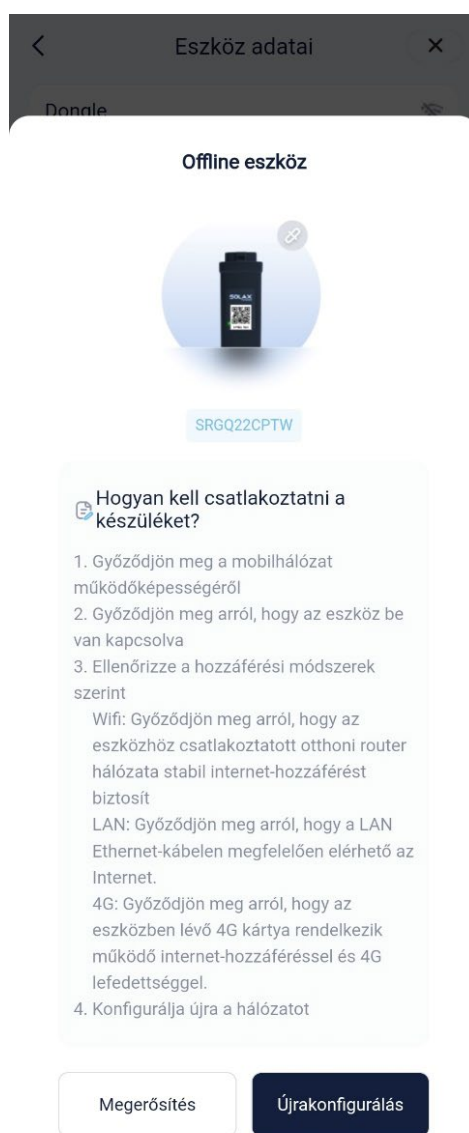 Eszköz adatai
Dongle
Offline eszköz
SOLAX
SRGQ22CPTW
Hogyan kell csatlakoztatni a
készüléket?
1. Győződjön meg a mobilhálózat
működőképességéről
2. Győződjön meg arról, hogy az eszköz be
van kapcsolva
3. Ellenőrizze a hozzáférési módszerek
szerint
Wifi: Győződjön meg arról, hogy az
eszközhöz csatlakoztatott otthoni router
hálózata stabil internet-hozzáférést
biztosít
LAN: Győződjön meg arról, hogy a LAN
Ethernet-kábelen megfelelően elérhető az
Internet.
4G: Győződjön meg arról, hogy az
eszközben lévő 4G kártya rendelkezik
működő internet-hozzáféréssel és 4G
lefedettséggel.
4. Konfigurálja újra a hálózatot
Megerősítés
Újrakonfigurálás